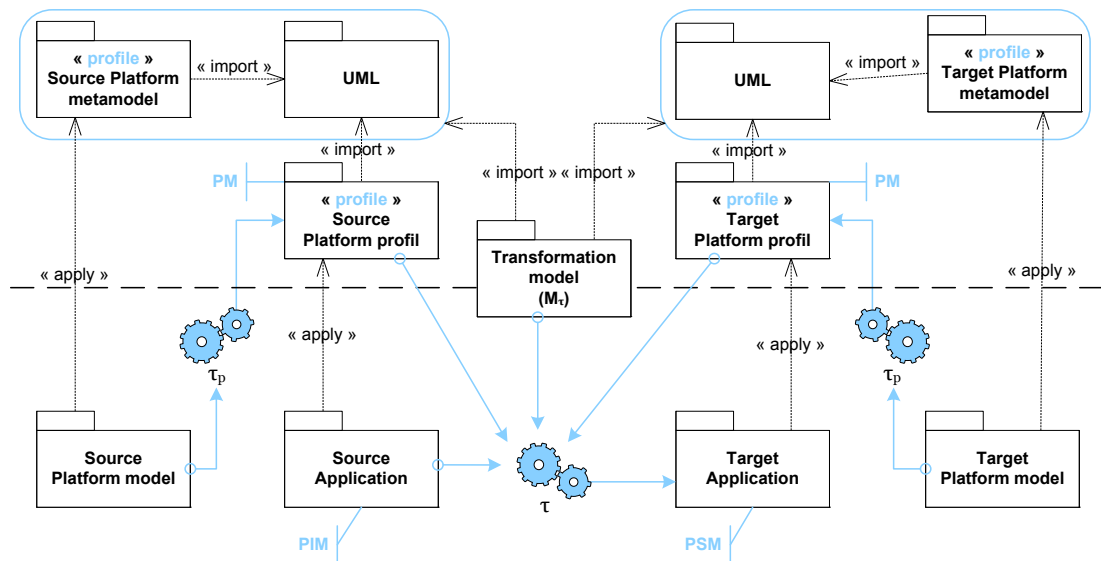 « profile »
Source Platform
metamodel
« import »
UML
UML
« import »
« profile »
Target Platform
metamodel
« import »
« import »
PM
« profile »
Source
Platform profil
« import »
« import »
« profile »
Target
Platform profil
PM
Transformation
model
(Mτ)
« apply »
« apply »
« apply »
« apply »
τp
τp
Source
Platform model
Source
Application
τ
Target
Application
Target
Platform model
PIM
PSM